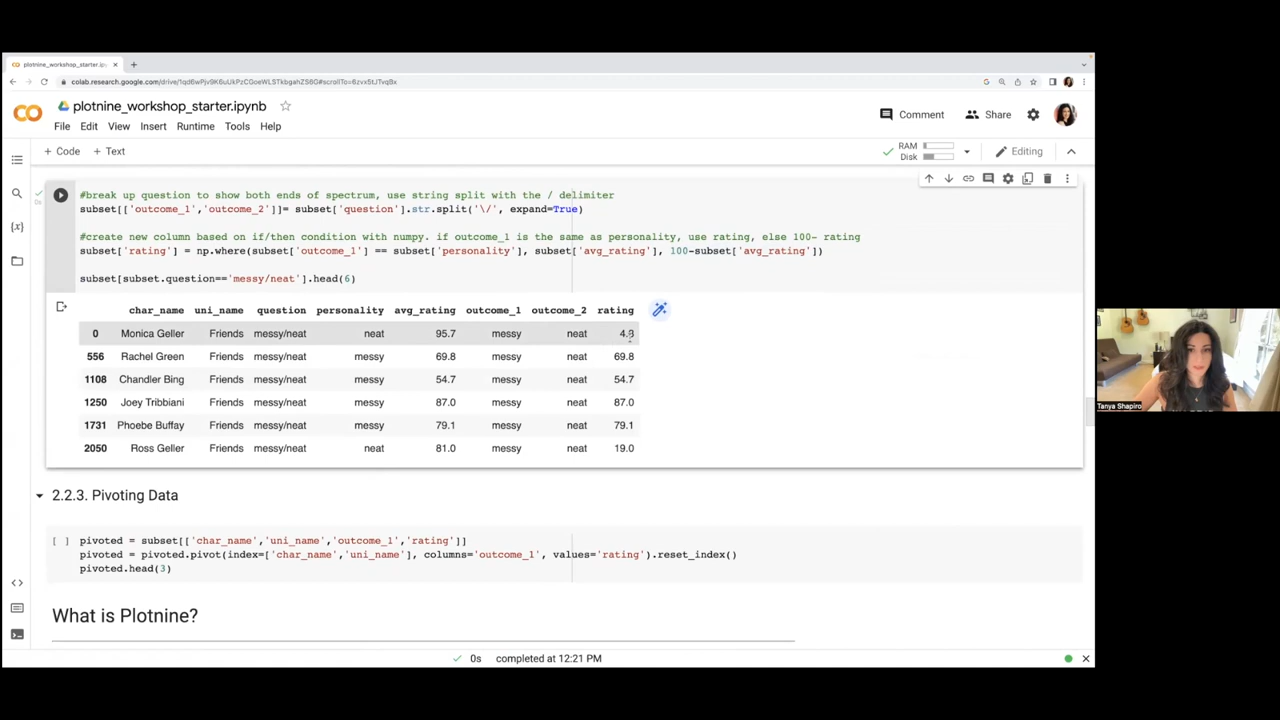 plotnine_workshop_starter.ipy
plotnine_workshop_starter.ipynb
File Edit View Insert Runtime Tools Help
Comment Share
+ Code + Text
RAM
Disk
Editing
#break up question to show both ends of spectrum, use string split with the / delimiter
subset[['outcome_1','outcome_2']]= subset['question'].str.split('\/', expand=True)
#create new column based on if/then condition with numpy. if outcome_1 is the same as personality, use rating, else 100- rating
subset['rating'] = np.where(subset['outcome_1'] == subset['personality'], subset['avg_rating'], 100-subset['avg_rating'])
subset[subset.question=='messy/neat'].head(6)
char_name uni_name question personality avg_rating outcome_1 outcome_2 rating
0 Monica Geller Friends messy/neat neat 95.7 messy neat 4.3
556 Rachel Green Friends messy/neat messy 69.8 messy neat 69.8
1108 Chandler Bing Friends messy/neat messy 54.7 messy neat 54.7
1250 Joey Tribbiani Friends messy/neat messy 87.0 messy neat 87.0
1731 Phoebe Buffay Friends messy/neat messy 79.1 messy neat 79.1
2050 Ross Geller Friends messy/neat neat 81.0 messy neat 19.0
2.2.3. Pivoting Data
[ ] pivoted = subset[['char_name','uni_name','outcome_1','rating']]
pivoted = pivoted.pivot(index=['char_name','uni_name'], columns='outcome_1', values='rating').reset_index()
pivoted.head(3)
What is Plotnine?
0s completed at 12:21 PM
Tanya Shapiro